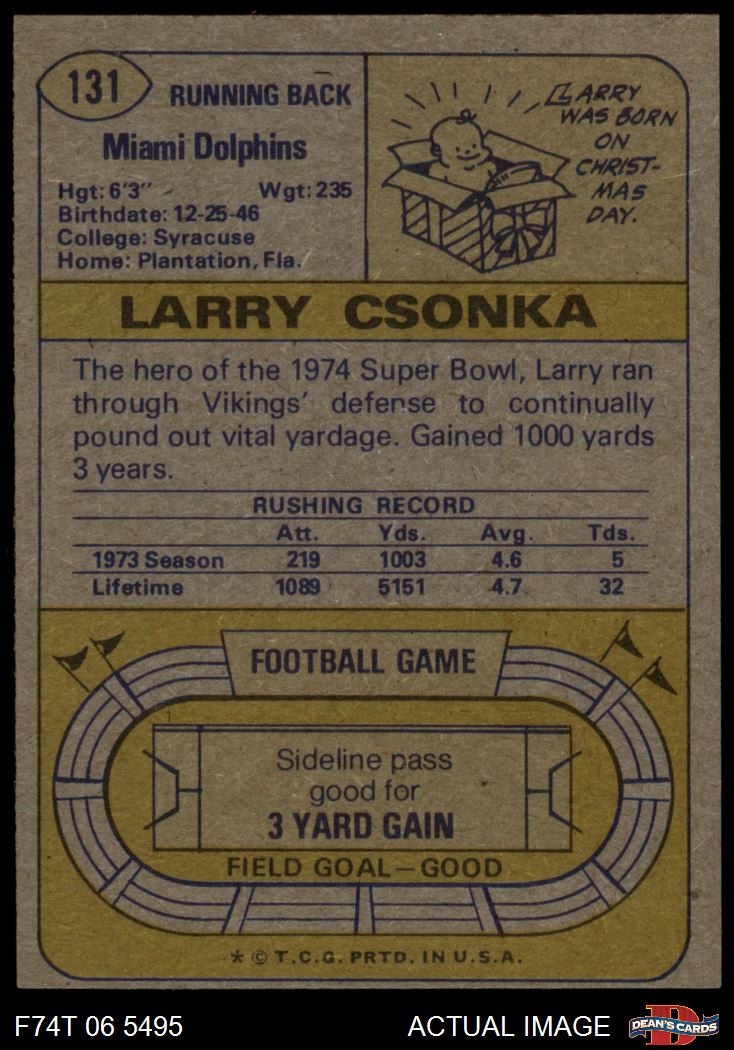 131
RUNNING BACK
Miami Dolphins
Hgt: 6'3" Wgt: 235
Birthdate: 12-25-46
College: Syracuse
Home: Plantation, Fla.
LARRY
WAS BORN
ON
CHRIST-
MAS
DAY.
LARRY CSONKA
The hero of the 1974 Super Bowl, Larry ran
through Vikings' defense to continually
pound out vital yardage. Gained 1000 yards
3 years.
RUSHING RECORD
Att. Yds. Avg. Tds.
1973 Season 219 1003 4.6 5
Lifetime 1089 5151 4.7 32
FOOTBALL GAME
Sideline pass
good for
3 YARD GAIN
FIELD GOAL—GOOD
* © T.C.G. PRTD. IN U.S.A.
F74T 06 5495 ACTUAL IMAGE
DEAN'S CARDS